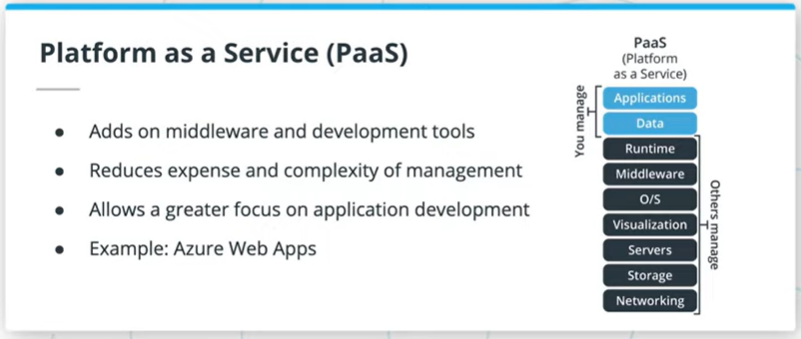 Platform as a Service (PaaS)
● Adds on middleware and development tools
● Reduces expense and complexity of management
● Allows a greater focus on application development
● Example: Azure Web Apps
PaaS
(Platform
as a Service)
You manage
Applications
Data
Runtime
Middleware
O/S
Visualization
Servers
Storage
Networking
Others manage